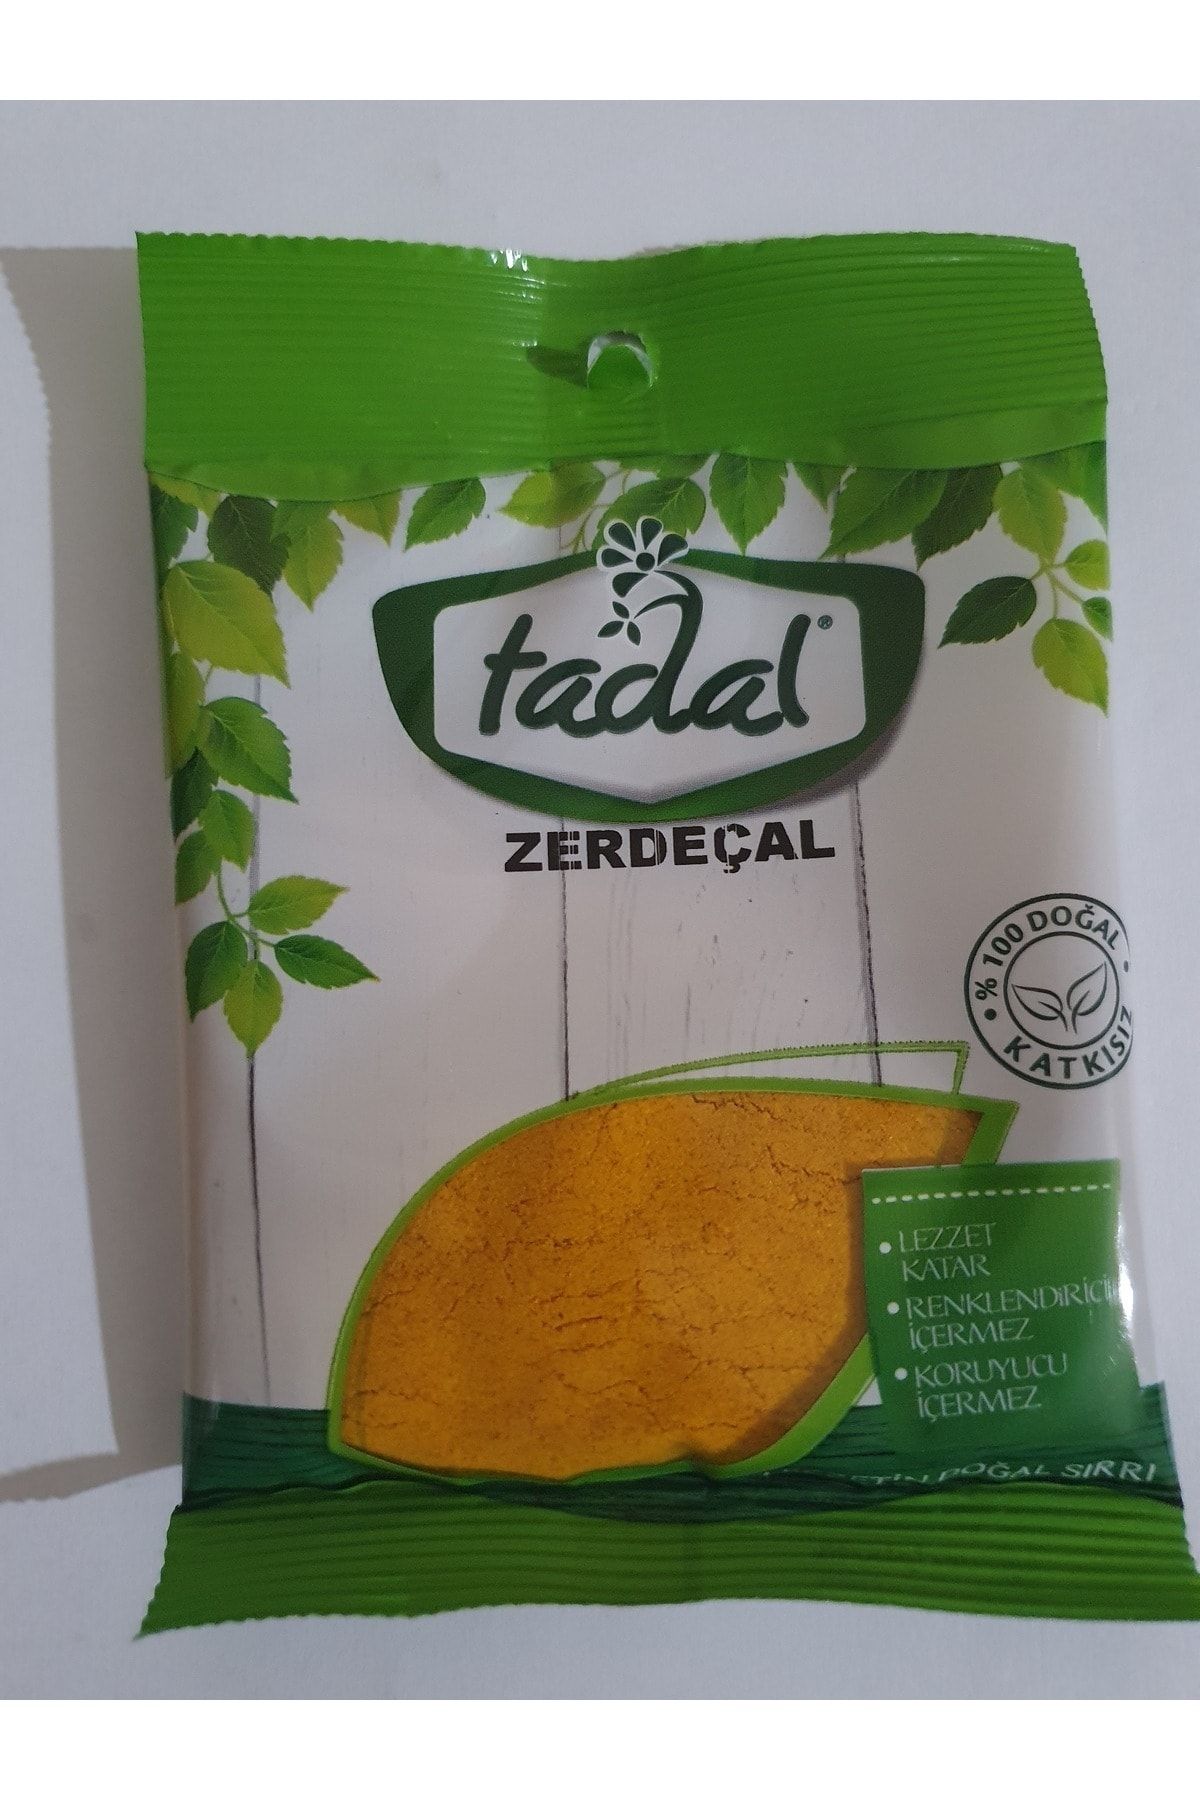 tadal®
ZERDEÇAL
% 100 DOĞAL
KATKISIZ
• LEZZET
KATAR
• RENKLENDİRİCİ
İÇERMEZ
• KORUYUCU
İÇERMEZ
DOĞAL SIRRI